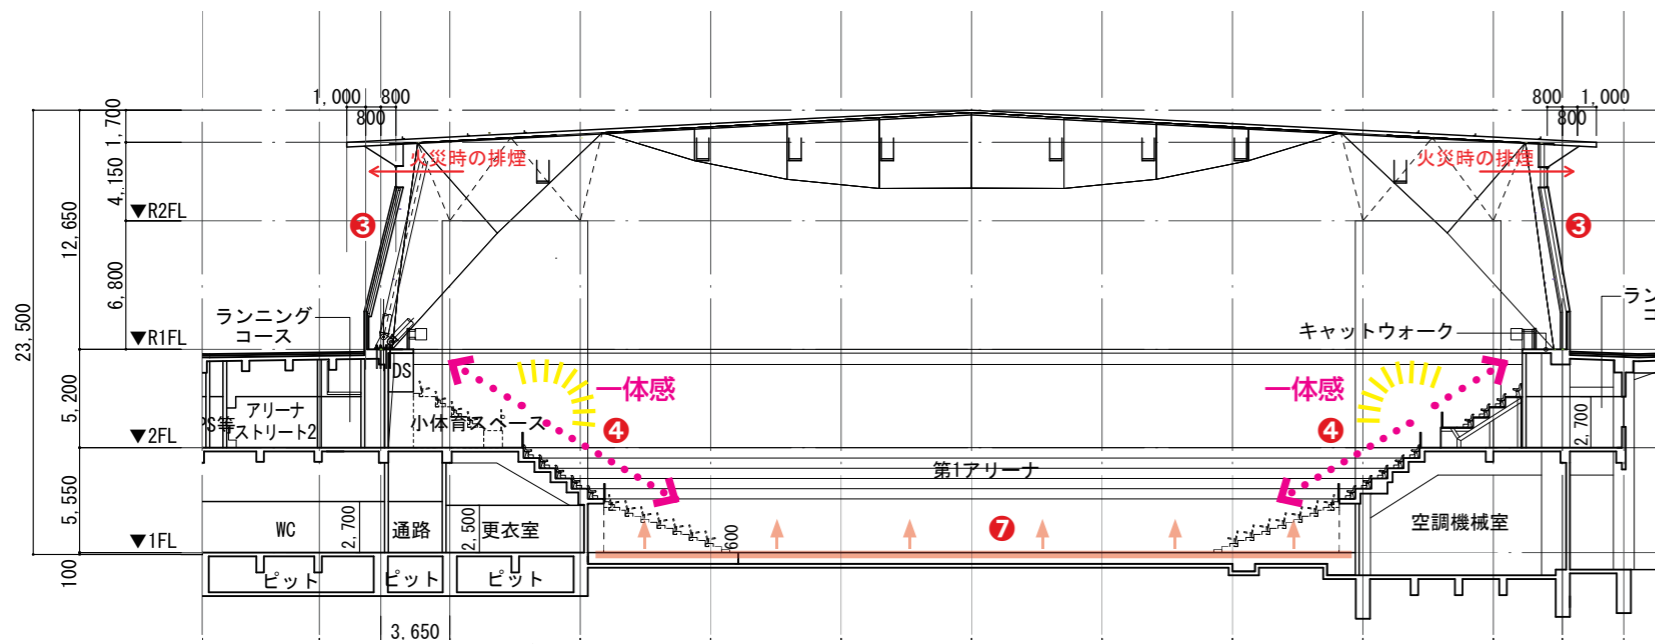 1,000
800
800
800
1,000
800
1,700
火災時の排煙
火災時の排煙
4,150
▼R2FL
❸
❸
12,650
6,800
23,500
ランニング
コース
ラン
コ
▼R1FL
キャットウォーク
DS
一体感
一体感
5,200
アリーナ
ストリート2
PS等
小体育スペース
❹
❹
2,700
▼2FL
第1アリーナ
5,550
WC
2,700
通路
2,500
更衣室
600
❼
空調機械室
▼1FL
100
ピット
ピット
ピット
3,650